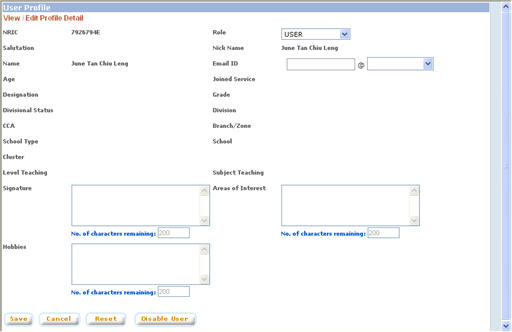 User Profile
View / Edit Profile Detail
NRIC 7926794E Role USER
Salutation Nick Name June Tan Chiu Leng
Name June Tan Chiu Leng Email ID @
Age Joined Service
Designation Grade
Divisional Status Division
CCA Branch/Zone
School Type School
Cluster
Level Teaching Subject Teaching
Signature Areas of Interest
No. of characters remaining: 200 No. of characters remaining: 200
Hobbies
No. of characters remaining: 200
Save Cancel Reset Disable User